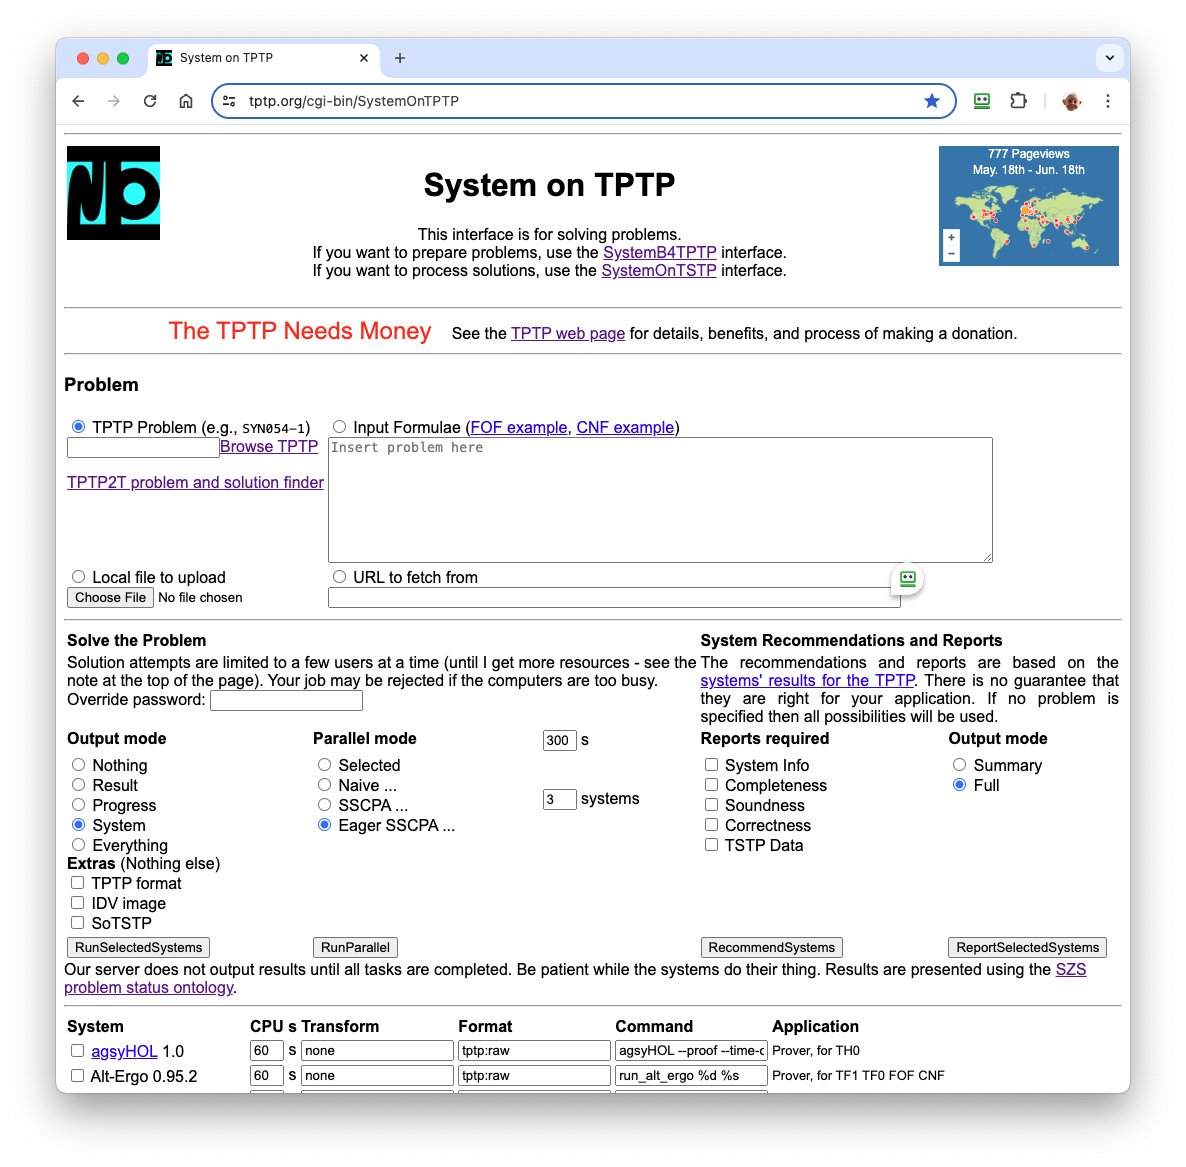 System on TPTP
tptp.org/cgi-bin/SystemOnTPTP
777 Pageviews
May. 18th - Jun. 18th
+
−
System on TPTP
This interface is for solving problems.
If you want to prepare problems, use the SystemB4TPTP interface.
If you want to process solutions, use the SystemOnTSTP interface.
The TPTP Needs Money See the TPTP web page for details, benefits, and process of making a donation.
Problem
TPTP Problem (e.g., SYN054-1)
Browse TPTP
TPTP2T problem and solution finder
Input Formulae (FOF example, CNF example)
Insert problem here
Local file to upload
Choose File No file chosen
URL to fetch from
Solve the Problem
Solution attempts are limited to a few users at a time (until I get more resources - see the
note at the top of the page). Your job may be rejected if the computers are too busy.
Override password:
System Recommendations and Reports
The recommendations and reports are based on the
systems' results for the TPTP. There is no guarantee that
they are right for your application. If no problem is
specified then all possibilities will be used.
Output mode
Nothing
Result
Progress
System
Everything
Extras (Nothing else)
TPTP format
IDV image
SoTSTP
RunSelectedSystems
Parallel mode
Selected
Naive ...
SSCPA ...
Eager SSCPA ...
300 s
3 systems
RunParallel
Reports required
System Info
Completeness
Soundness
Correctness
TSTP Data
RecommendSystems
Output mode
Summary
Full
ReportSelectedSystems
Our server does not output results until all tasks are completed. Be patient while the systems do their thing. Results are presented using the SZS
problem status ontology.
System CPU s Transform Format Command Application
agsyHOL 1.0 60 s none tptp:raw agsyHOL --proof --time-c Prover, for TH0
Alt-Ergo 0.95.2 60 s none tptp:raw run_alt_ergo %d %s Prover, for TF1 TF0 FOF CNF